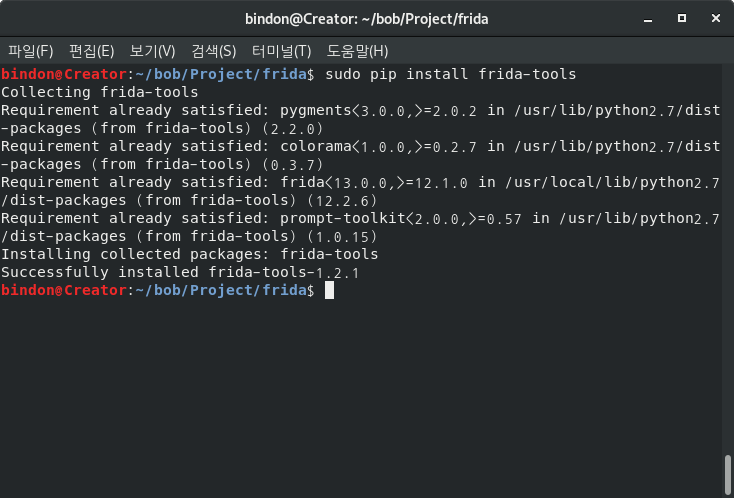 bindon@Creator: ~/bob/Project/frida
파일(F) 편집(E) 보기(V) 검색(S) 터미널(T) 도움말(H)
bindon@Creator:~/bob/Project/frida$ sudo pip install frida-tools
Collecting frida-tools
Requirement already satisfied: pygments<3.0.0,>=2.0.2 in /usr/lib/python2.7/dist
-packages (from frida-tools) (2.2.0)
Requirement already satisfied: colorama<1.0.0,>=0.2.7 in /usr/lib/python2.7/dist
-packages (from frida-tools) (0.3.7)
Requirement already satisfied: frida<13.0.0,>=12.1.0 in /usr/local/lib/python2.7
/dist-packages (from frida-tools) (12.2.6)
Requirement already satisfied: prompt-toolkit<2.0.0,>=0.57 in /usr/lib/python2.7
/dist-packages (from frida-tools) (1.0.15)
Installing collected packages: frida-tools
Successfully installed frida-tools-1.2.1
bindon@Creator:~/bob/Project/frida$